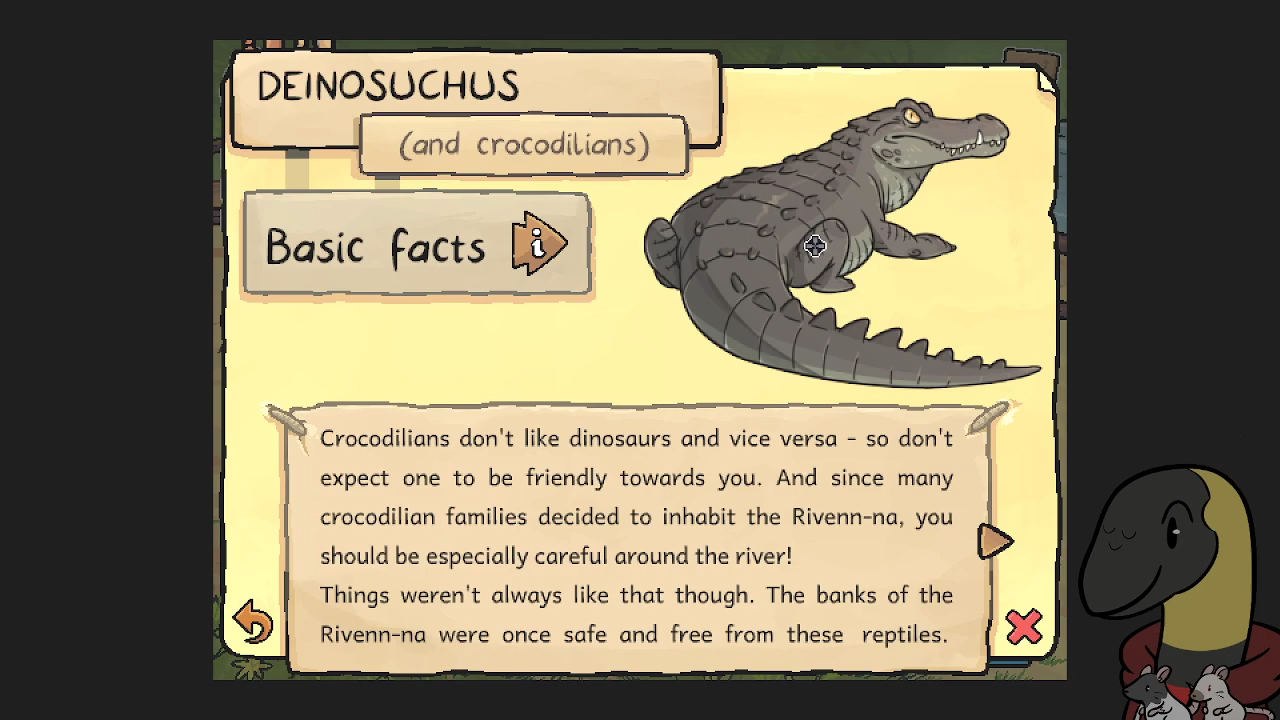 DEINOSUCHUS
(and crocodilians)
Basic facts
i
Crocodilians don't like dinosaurs and vice versa - so don't
expect one to be friendly towards you. And since many
crocodilian families decided to inhabit the Rivenn-na, you
should be especially careful around the river!
Things weren't always like that though. The banks of the
Rivenn-na were once safe and free from these reptiles.